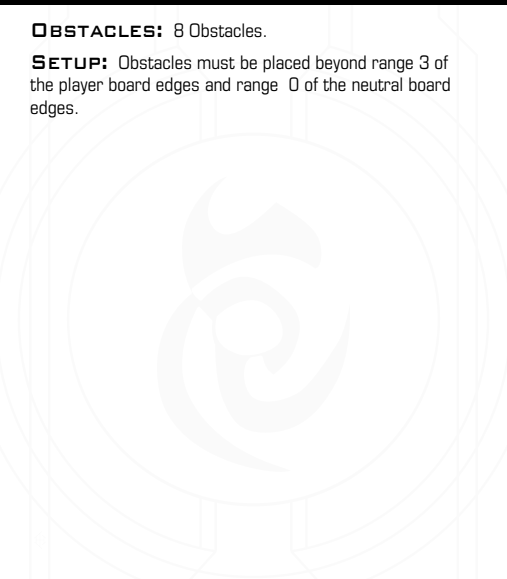 OBSTACLES: 8 Obstacles.
SETUP: Obstacles must be placed beyond range 3 of
the player board edges and range 0 of the neutral board
edges.